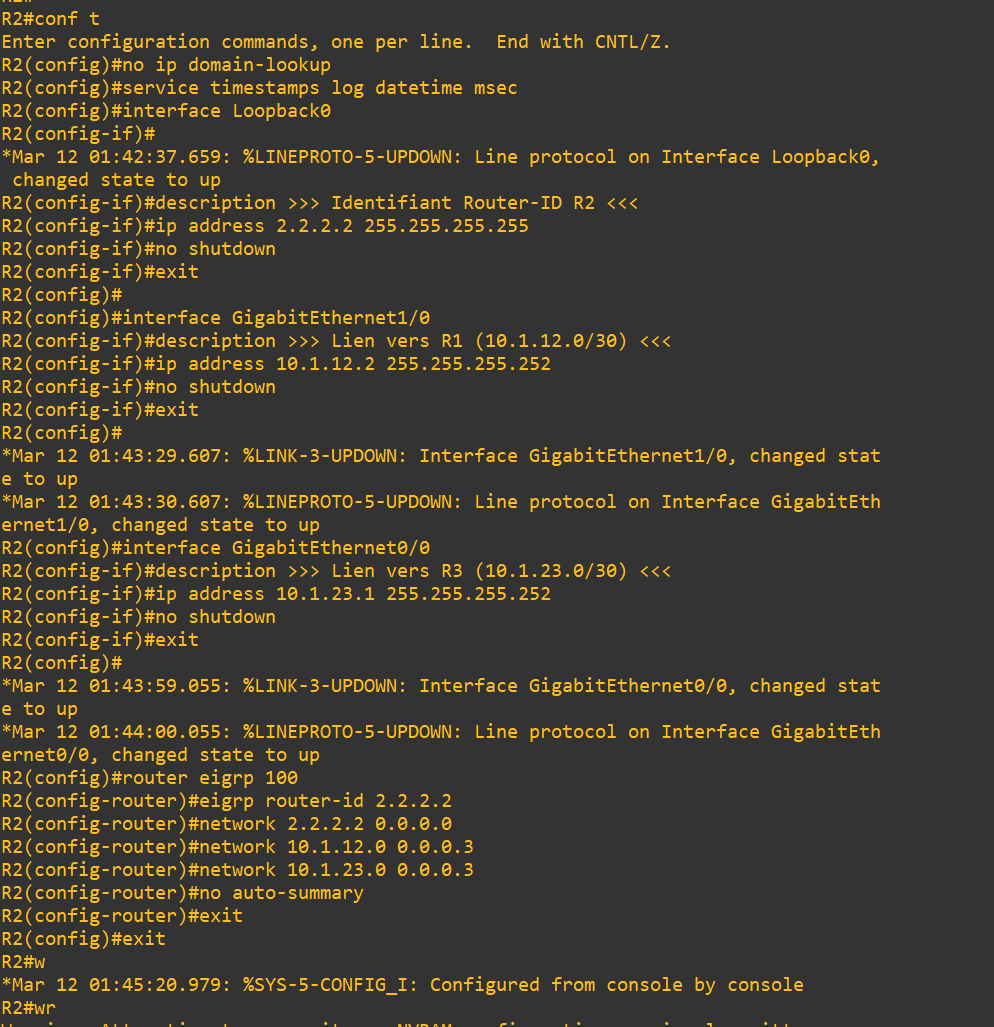 R2#
R2#conf t
Enter configuration commands, one per line.  End with CNTL/Z.
R2(config)#no ip domain-lookup
R2(config)#service timestamps log datetime msec
R2(config)#interface Loopback0
R2(config-if)#
*Mar 12 01:42:37.659: %LINEPROTO-5-UPDOWN: Line protocol on Interface Loopback0,
 changed state to up
R2(config-if)#description >>> Identifiant Router-ID R2 <<<
R2(config-if)#ip address 2.2.2.2 255.255.255.255
R2(config-if)#no shutdown
R2(config-if)#exit
R2(config)#
R2(config)#interface GigabitEthernet1/0
R2(config-if)#description >>> Lien vers R1 (10.1.12.0/30) <<<
R2(config-if)#ip address 10.1.12.2 255.255.255.252
R2(config-if)#no shutdown
R2(config-if)#exit
R2(config)#
*Mar 12 01:43:29.607: %LINK-3-UPDOWN: Interface GigabitEthernet1/0, changed stat
e to up
*Mar 12 01:43:30.607: %LINEPROTO-5-UPDOWN: Line protocol on Interface GigabitEth
ernet1/0, changed state to up
R2(config)#interface GigabitEthernet0/0
R2(config-if)#description >>> Lien vers R3 (10.1.23.0/30) <<<
R2(config-if)#ip address 10.1.23.1 255.255.255.252
R2(config-if)#no shutdown
R2(config-if)#exit
R2(config)#
*Mar 12 01:43:59.055: %LINK-3-UPDOWN: Interface GigabitEthernet0/0, changed stat
e to up
*Mar 12 01:44:00.055: %LINEPROTO-5-UPDOWN: Line protocol on Interface GigabitEth
ernet0/0, changed state to up
R2(config)#router eigrp 100
R2(config-router)#eigrp router-id 2.2.2.2
R2(config-router)#network 2.2.2.2 0.0.0.0
R2(config-router)#network 10.1.12.0 0.0.0.3
R2(config-router)#network 10.1.23.0 0.0.0.3
R2(config-router)#no auto-summary
R2(config-router)#exit
R2(config)#exit
R2#w
*Mar 12 01:45:20.979: %SYS-5-CONFIG_I: Configured from console by console
R2#wr